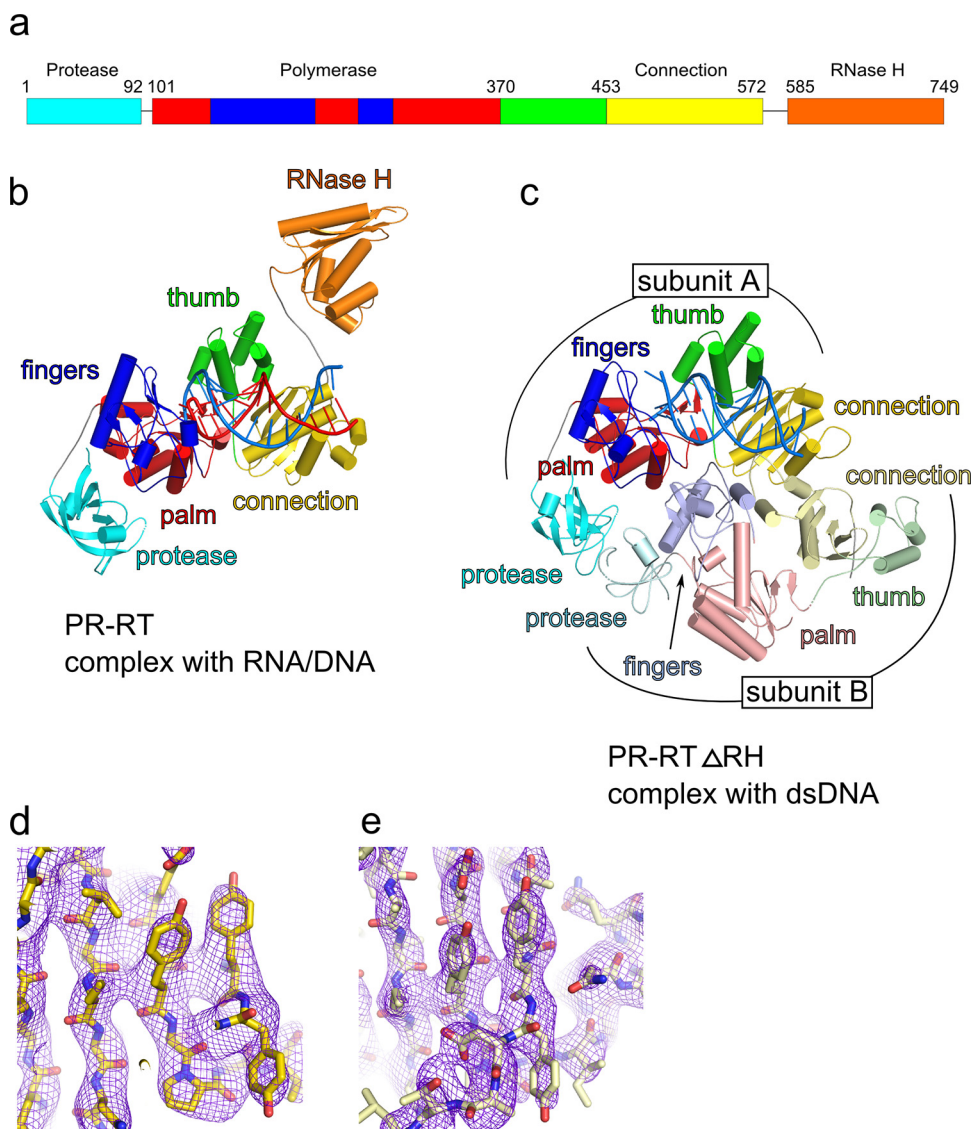 a
Protease Polymerase Connection RNase H
1 92 101 370 453 572 585 749
b
RNase H
thumb
fingers
palm
connection
protease
PR-RT
complex with RNA/DNA
c
subunit A
thumb
fingers
connection
palm
connection
protease
protease
thumb
palm
fingers
subunit B
PR-RT △RH
complex with dsDNA
d
e